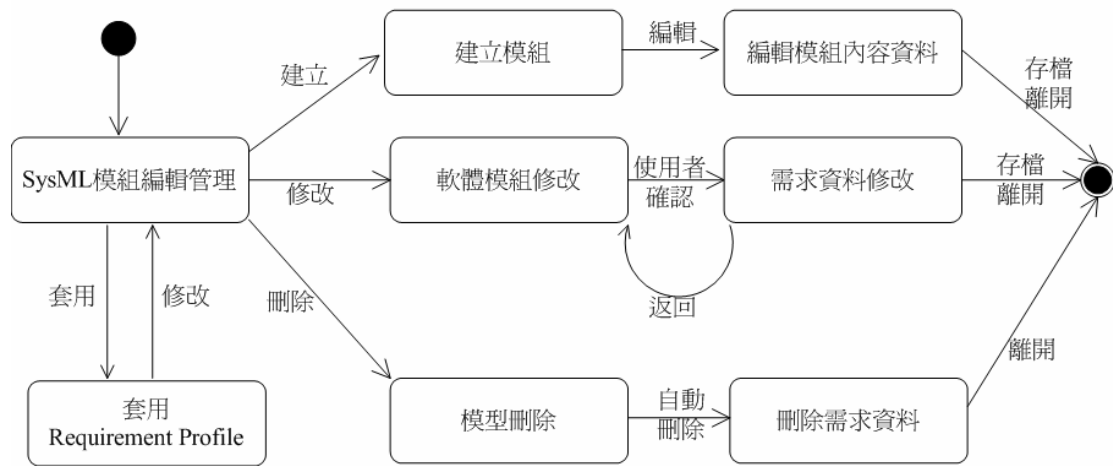 建立模組
編輯
編輯模組內容資料
建立
存檔
離開
SysML模組編輯管理
修改
軟體模組修改
使用者
確認
需求資料修改
存檔
離開
返回
套用
修改
刪除
離開
套用
Requirement Profile
模型刪除
自動
刪除
刪除需求資料